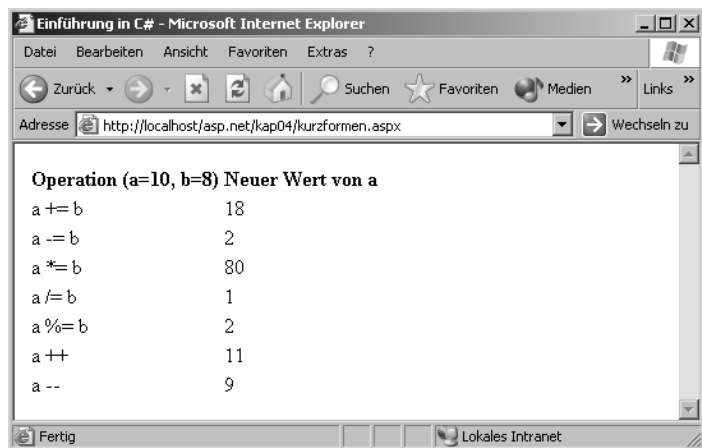 Einführung in C# - Microsoft Internet Explorer
Datei Bearbeiten Ansicht Favoriten Extras ?
Zurück Suchen Favoriten Medien » Links »
Adresse http://localhost/asp.net/kap04/kurzformen.aspx Wechseln zu
Operation (a=10, b=8) Neuer Wert von a
a += b 18
a -= b 2
a *= b 80
a /= b 1
a %= b 2
a ++ 11
a -- 9
Fertig Lokales Intranet